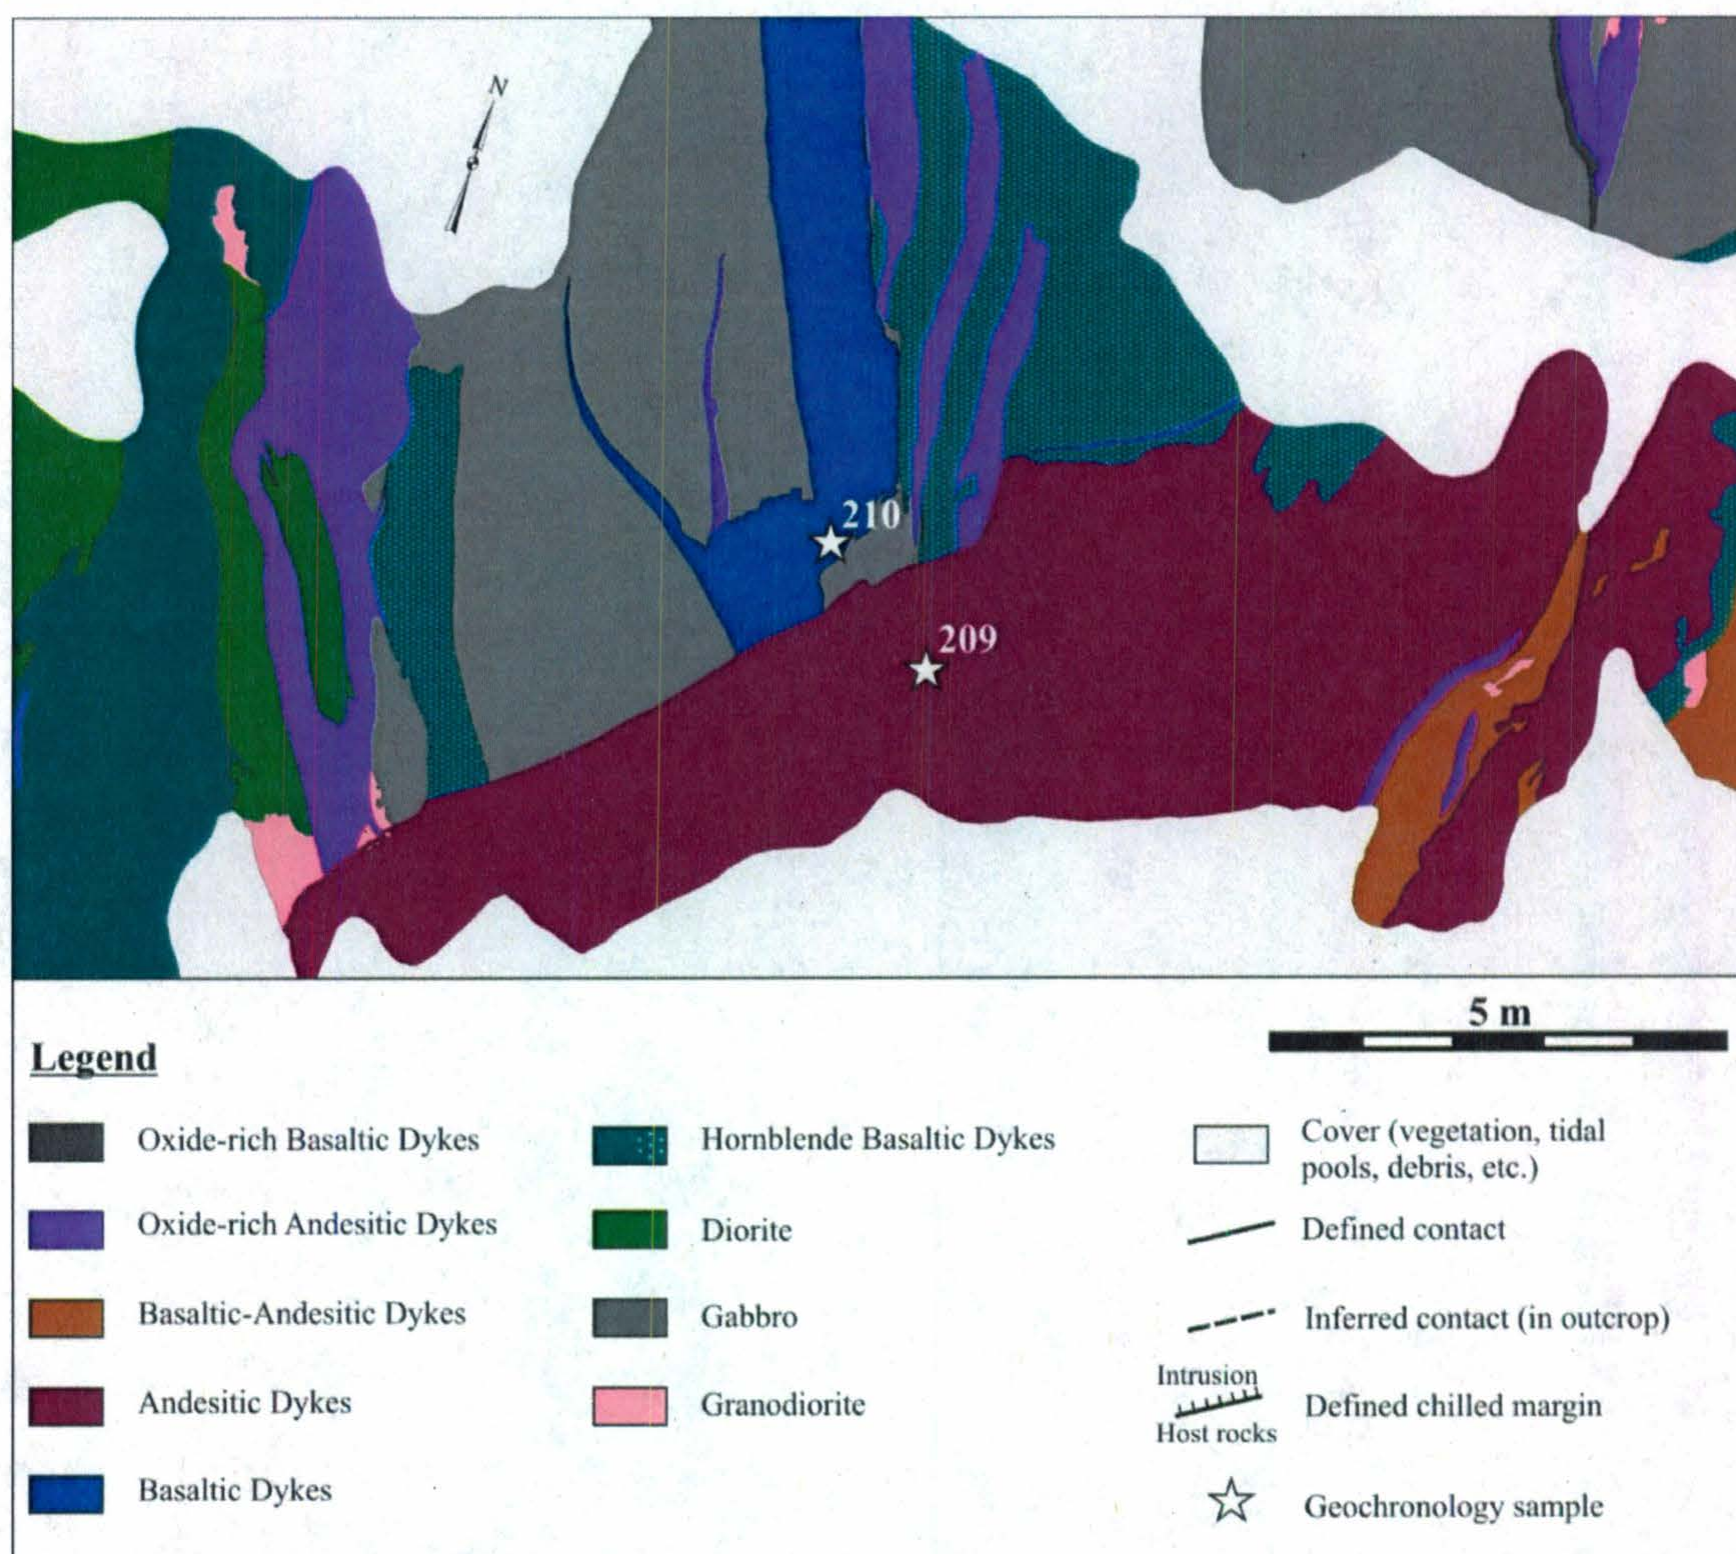 N
210
209
5 m
Legend
Oxide-rich Basaltic Dykes
Oxide-rich Andesitic Dykes
Basaltic-Andesitic Dykes
Andesitic Dykes
Basaltic Dykes
Hornblende Basaltic Dykes
Diorite
Gabbro
Granodiorite
Cover (vegetation, tidal
pools, debris, etc.)
Defined contact
Inferred contact (in outcrop)
Intrusion
Host rocks
Defined chilled margin
Geochronology sample